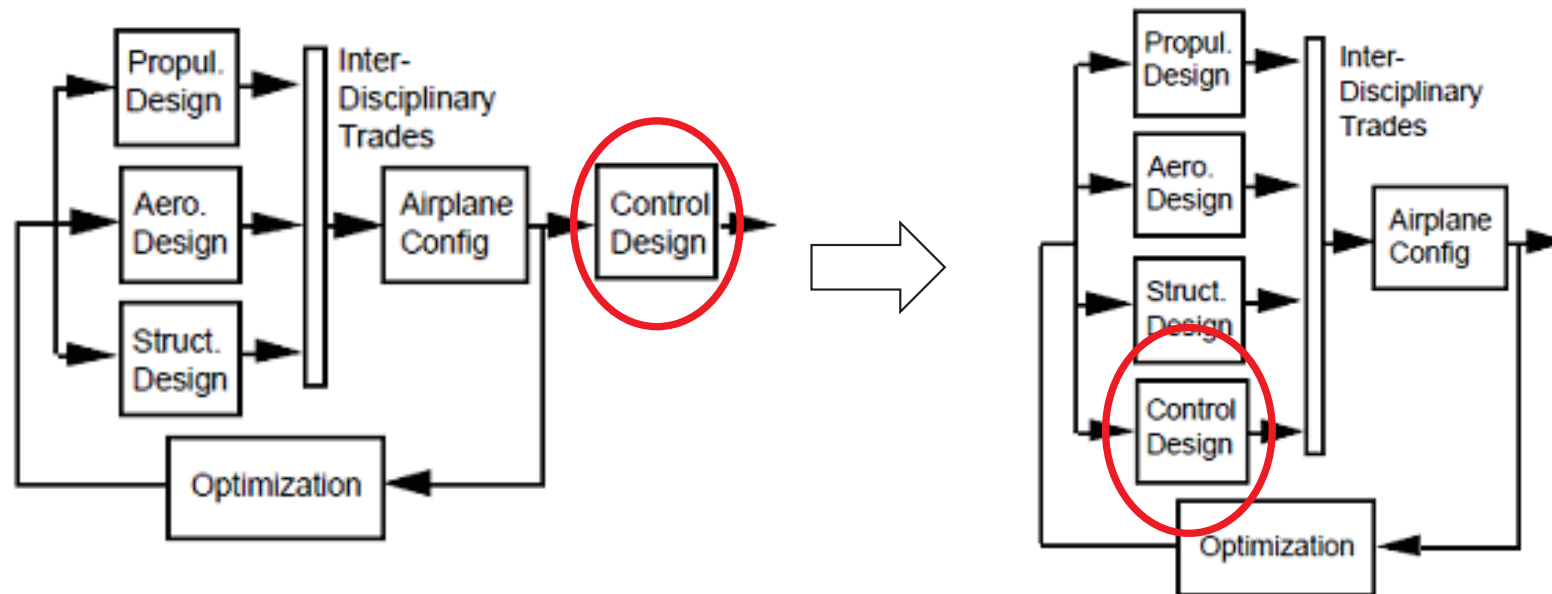 Propul.
Design
Inter-
Disciplinary
Trades
Aero.
Design
Airplane
Config
Control
Design
Struct.
Design
Optimization
Propul.
Design
Inter-
Disciplinary
Trades
Aero.
Design
Airplane
Config
Struct.
Design
Control
Design
Optimization